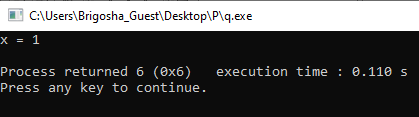 C:\Users\Brigosha_Guest\Desktop\P\q.exe
x = 1
Process returned 6 (0x6)   execution time : 0.110 s
Press any key to continue.